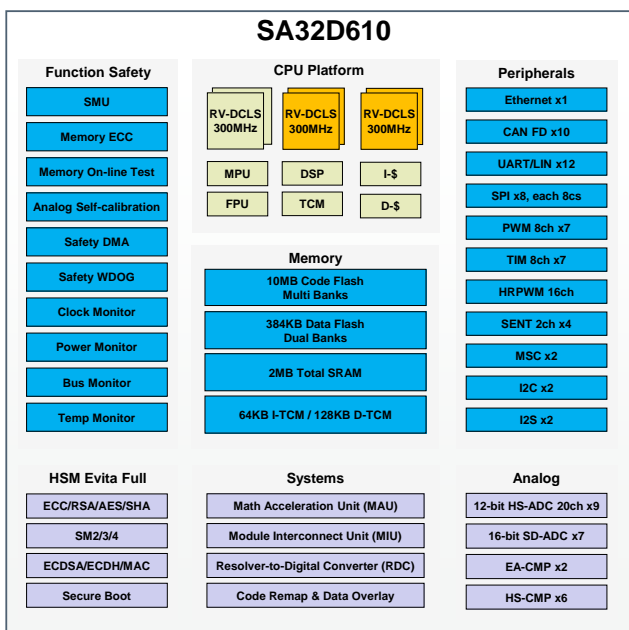 SA32D610
Function Safety
SMU
Memory ECC
Memory On-line Test
Analog Self-calibration
Safety DMA
Safety WDOG
Clock Monitor
Power Monitor
Bus Monitor
Temp Monitor
CPU Platform
RV-DCLS
300MHz
RV-DCLS
300MHz
RV-DCLS
300MHz
MPU
DSP
I-$
FPU
TCM
D-$
Memory
10MB Code Flash
Multi Banks
384KB Data Flash
Dual Banks
2MB Total SRAM
64KB I-TCM / 128KB D-TCM
Peripherals
Ethernet x1
CAN FD x10
UART/LIN x12
SPI x8, each 8cs
PWM 8ch x7
TIM 8ch x7
HRPWM 16ch
SENT 2ch x4
MSC x2
I2C x2
I2S x2
HSM Evita Full
ECC/RSA/AES/SHA
SM2/3/4
ECDSA/ECDH/MAC
Secure Boot
Systems
Math Acceleration Unit (MAU)
Module Interconnect Unit (MIU)
Resolver-to-Digital Converter (RDC)
Code Remap & Data Overlay
Analog
12-bit HS-ADC 20ch x9
16-bit SD-ADC x7
EA-CMP x2
HS-CMP x6